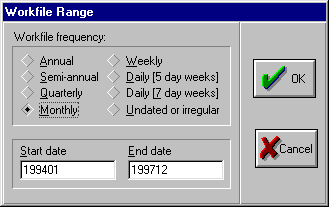 Workfile Range
Workfile frequency:
Annual Weekly
Semi-annual Daily [5 day weeks]
Quarterly Daily [7 day weeks]
Monthly Undated or irregular
OK
Cancel
Start date End date
199401 199712